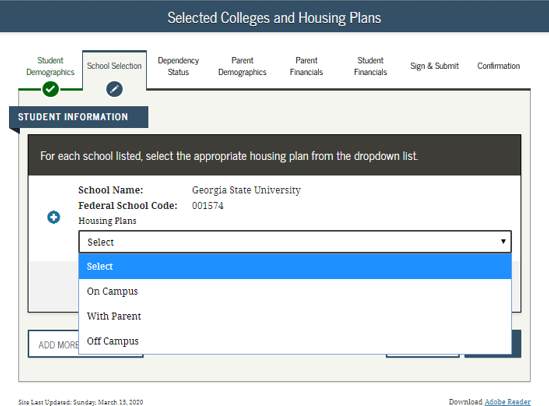 Selected Colleges and Housing Plans
Student
Demographics
School Selection
Dependency
Status
Parent
Demographics
Parent
Financials
Student
Financials
Sign & Submit
Confirmation
STUDENT INFORMATION
For each school listed, select the appropriate housing plan from the dropdown list.
School Name: Georgia State University
Federal School Code: 001574
Housing Plans
Select
Select
On Campus
With Parent
Off Campus
ADD MORE
Site Last Updated: Sunday, March 15, 2020
Download Adobe Reader